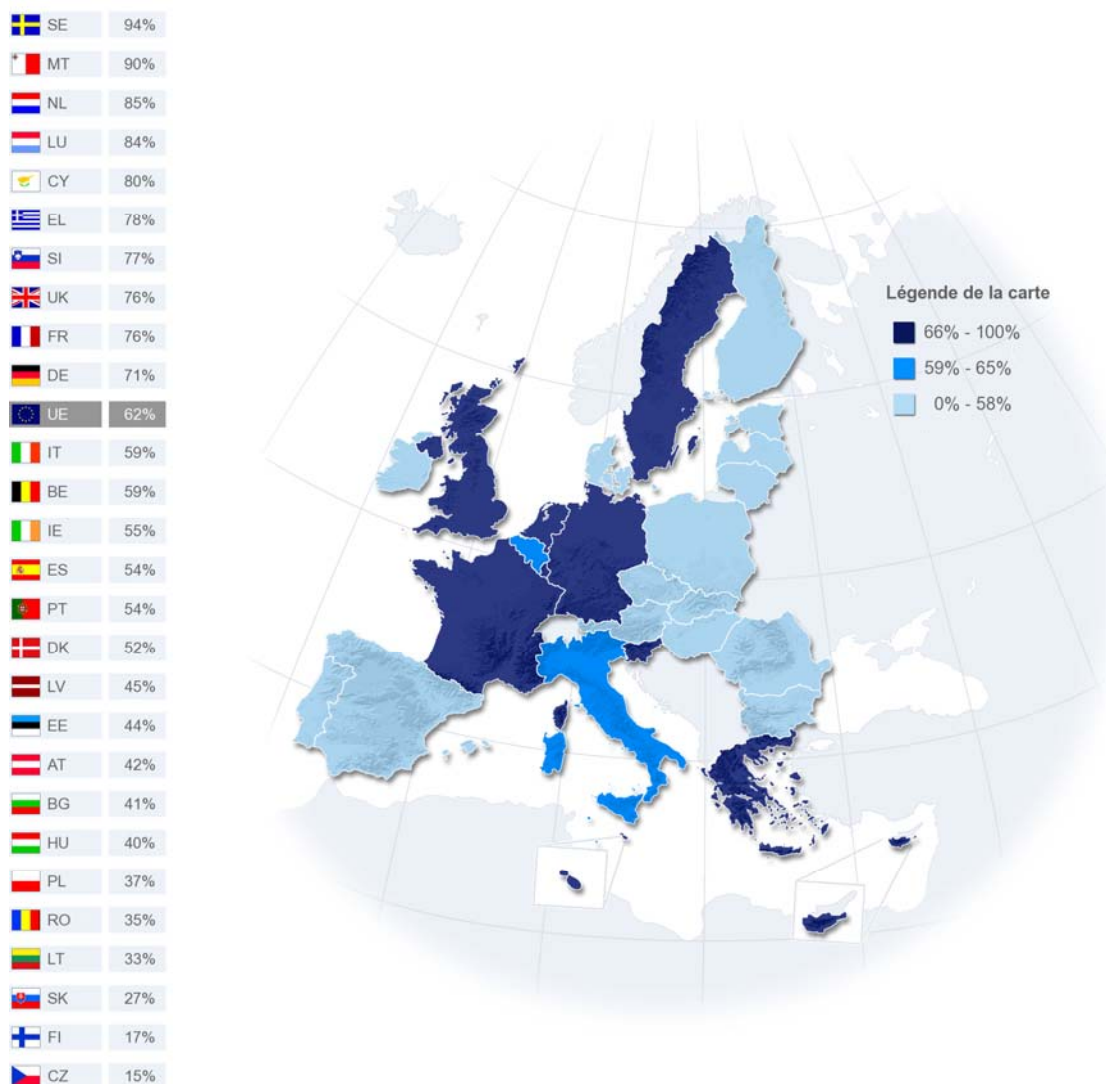 SE 94%
MT 90%
NL 85%
LU 84%
CY 80%
EL 78%
SI 77%
UK 76%
FR 76%
DE 71%
UE 62%
IT 59%
BE 59%
IE 55%
ES 54%
PT 54%
DK 52%
LV 45%
EE 44%
AT 42%
BG 41%
HU 40%
PL 37%
RO 35%
LT 33%
SK 27%
FI 17%
CZ 15%
Légende de la carte
66% - 100%
59% - 65%
0% - 58%